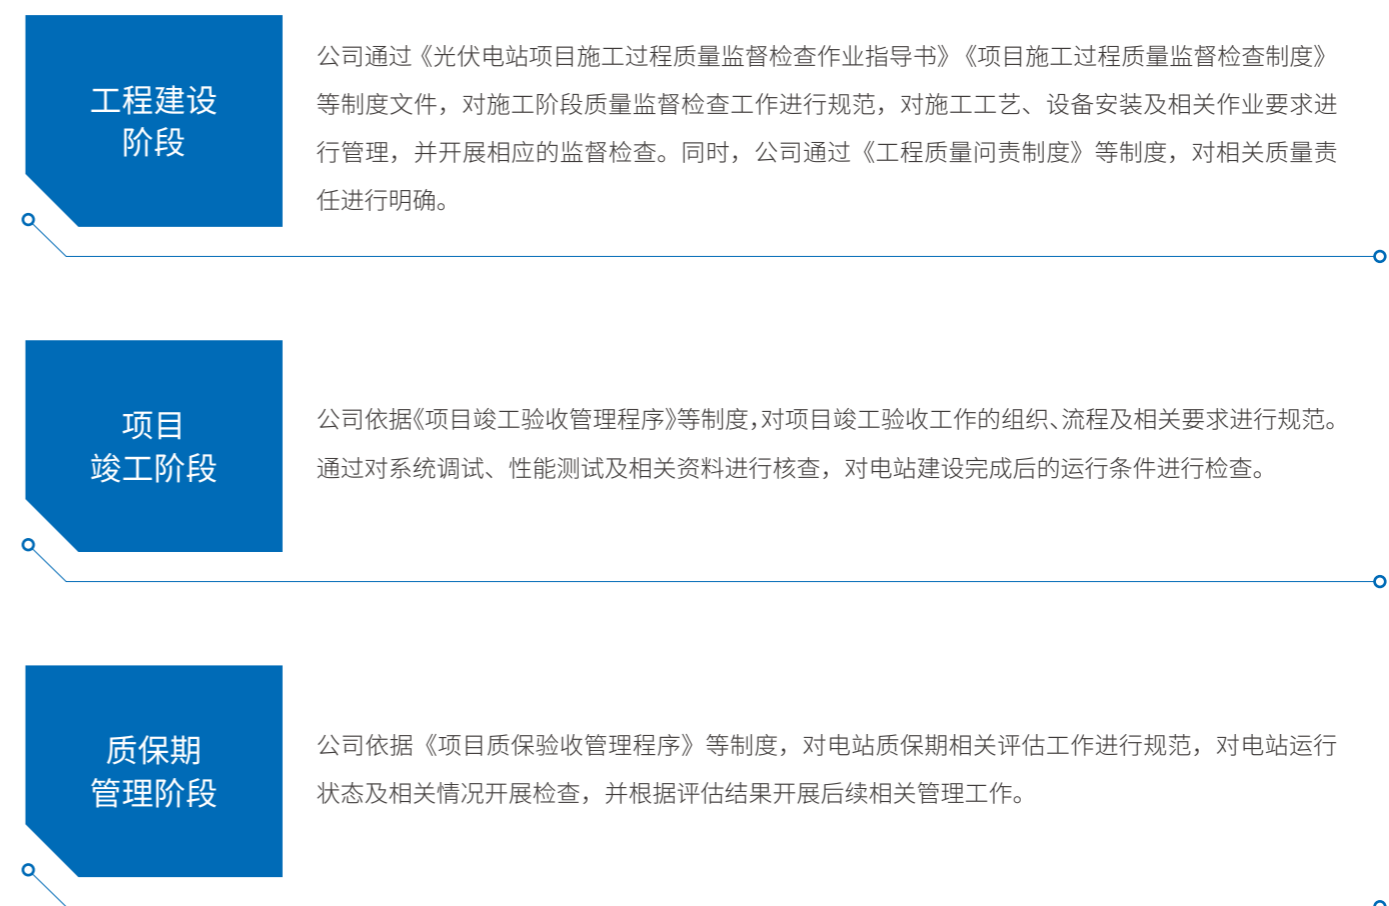 工程建设
阶段
公司通过《光伏电站项目施工过程质量监督检查作业指导书》《项目施工过程质量监督检查制度》
等制度文件，对施工阶段质量监督检查工作进行规范，对施工工艺、设备安装及相关作业要求进
行管理，并开展相应的监督检查。同时，公司通过《工程质量问责制度》等制度，对相关质量责
任进行明确。
项目
竣工阶段
公司依据《项目竣工验收管理程序》等制度，对项目竣工验收工作的组织、流程及相关要求进行规范。
通过对系统调试、性能测试及相关资料进行核查，对电站建设完成后的运行条件进行检查。
质保期
管理阶段
公司依据《项目质保验收管理程序》等制度，对电站质保期相关评估工作进行规范，对电站运行
状态及相关情况开展检查，并根据评估结果开展后续相关管理工作。